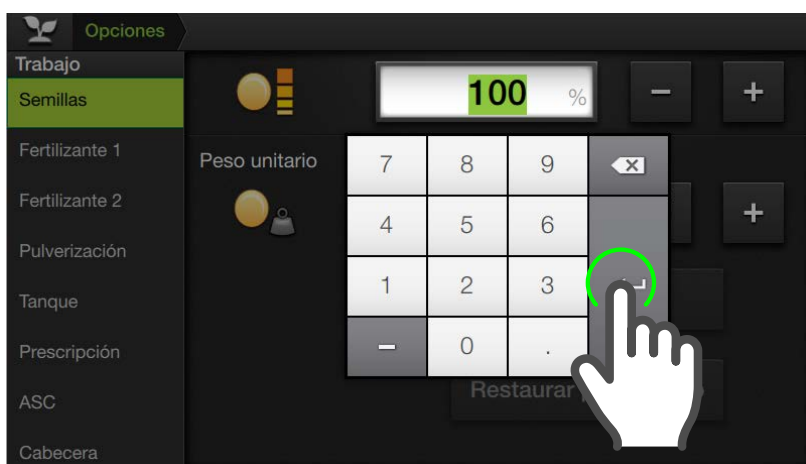 Opciones
Trabajo
Semillas
100 %
− +
Fertilizante 1
Peso unitario
7 8 9
Fertilizante 2
4 5 6
+
Pulverización
1 2 3
Tanque
− 0 .
Prescripción
Restaurar
ASC
Cabecera